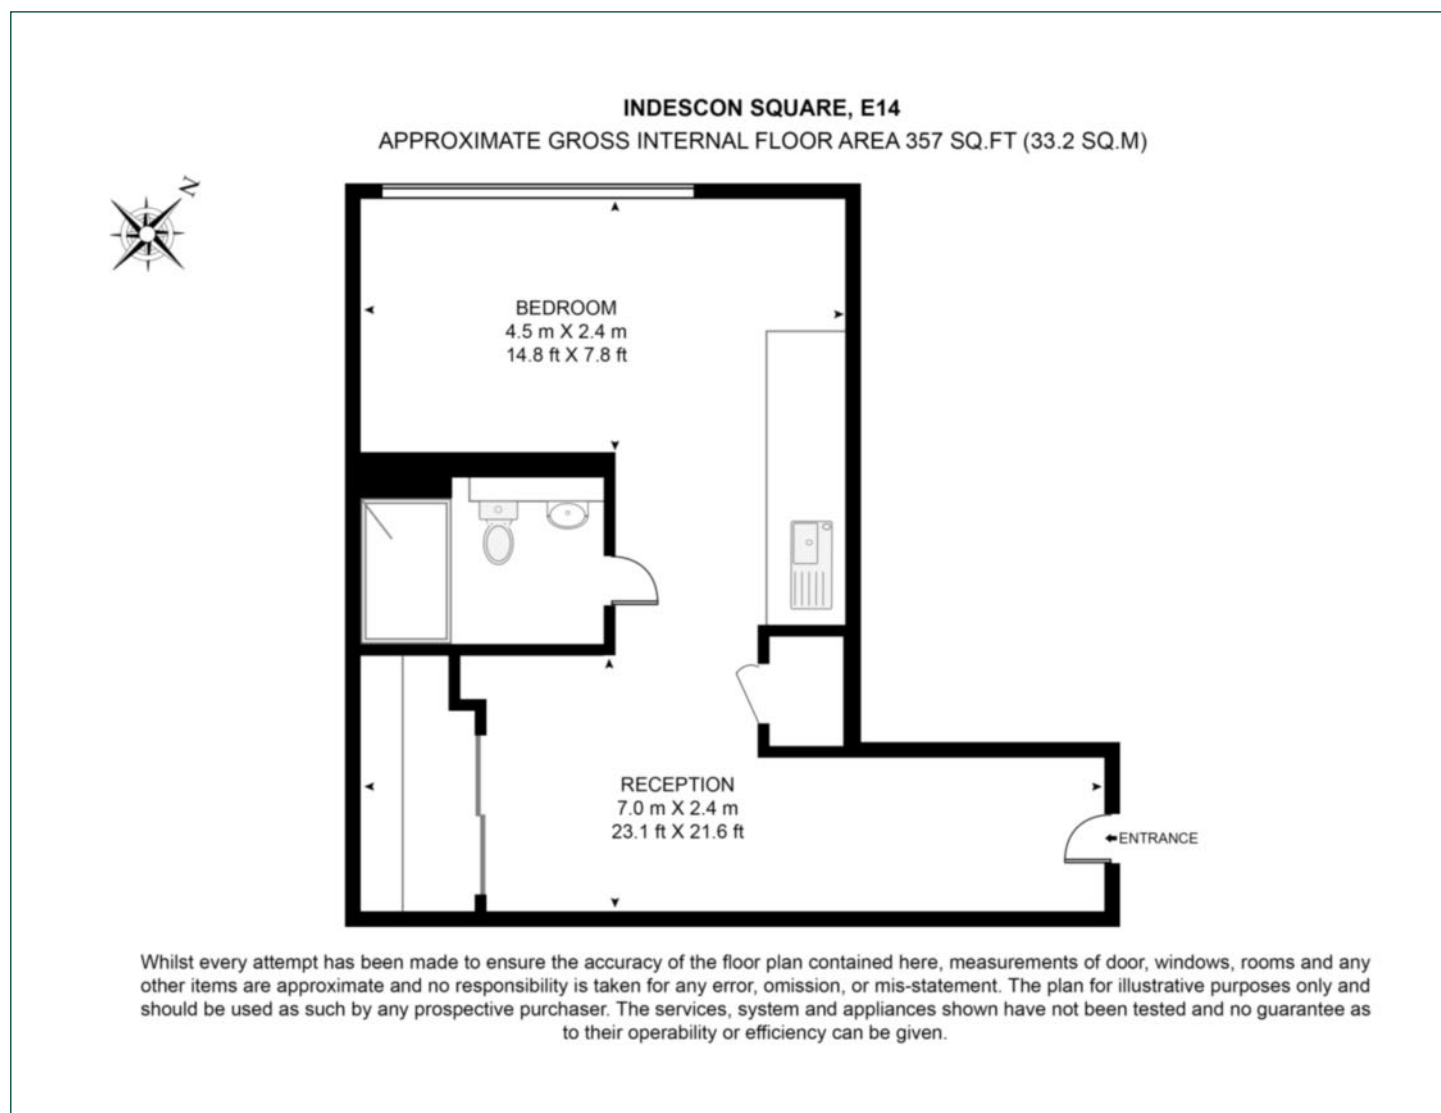 INDESCON SQUARE, E14
APPROXIMATE GROSS INTERNAL FLOOR AREA 357 SQ.FT (33.2 SQ.M)
N
BEDROOM
4.5 m X 2.4 m
14.8 ft X 7.8 ft
RECEPTION
7.0 m X 2.4 m
23.1 ft X 21.6 ft
ENTRANCE
Whilst every attempt has been made to ensure the accuracy of the floor plan contained here, measurements of door, windows, rooms and any
other items are approximate and no responsibility is taken for any error, omission, or mis-statement. The plan for illustrative purposes only and
should be used as such by any prospective purchaser. The services, system and appliances shown have not been tested and no guarantee as
to their operability or efficiency can be given.